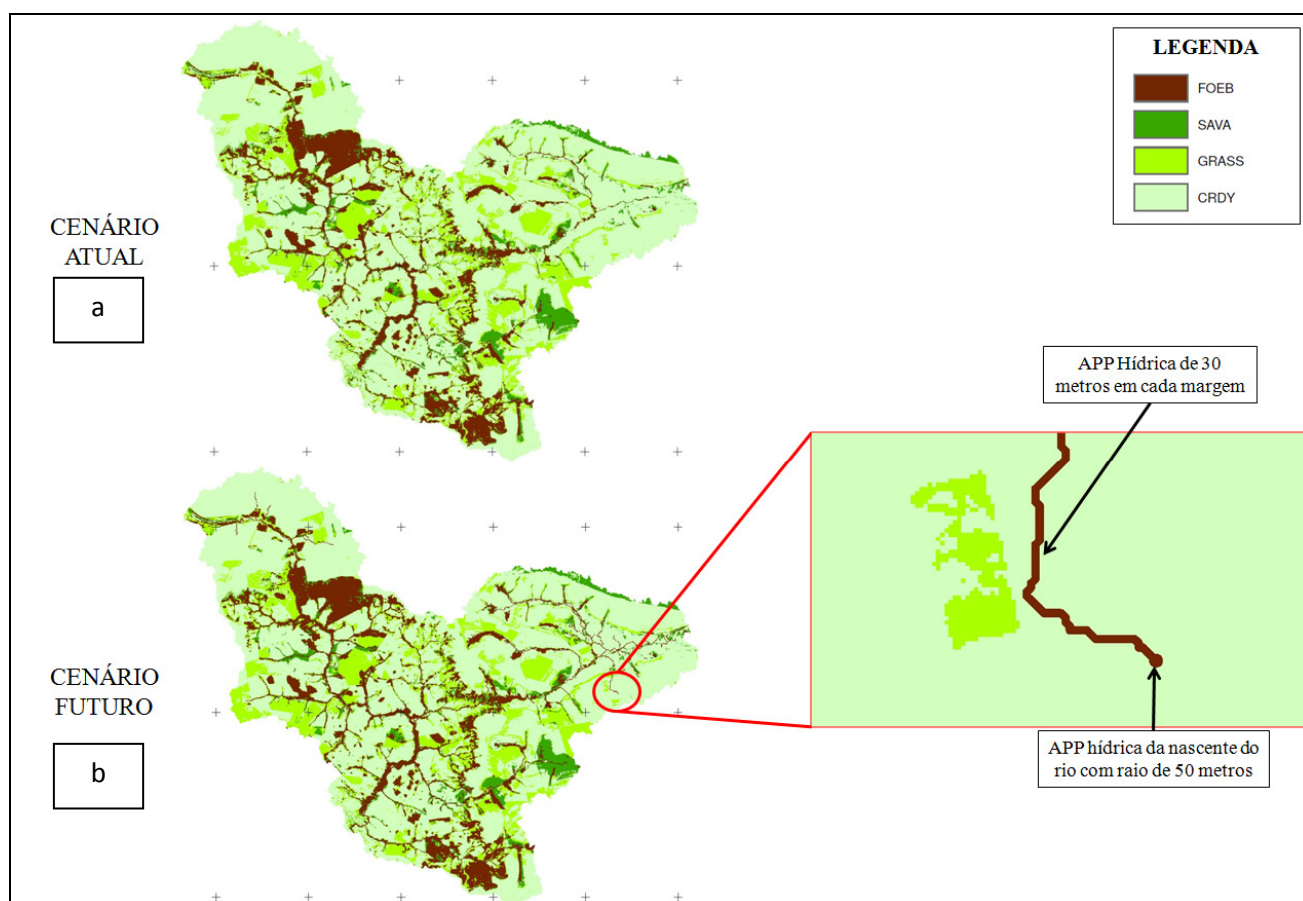 LEGENDA
FOEB
SAVA
GRASS
CRDY
CENÁRIO
ATUAL
a
APP Hídrica de 30
metros em cada margem
CENÁRIO
FUTURO
b
APP hídrica da nascente do
rio com raio de 50 metros